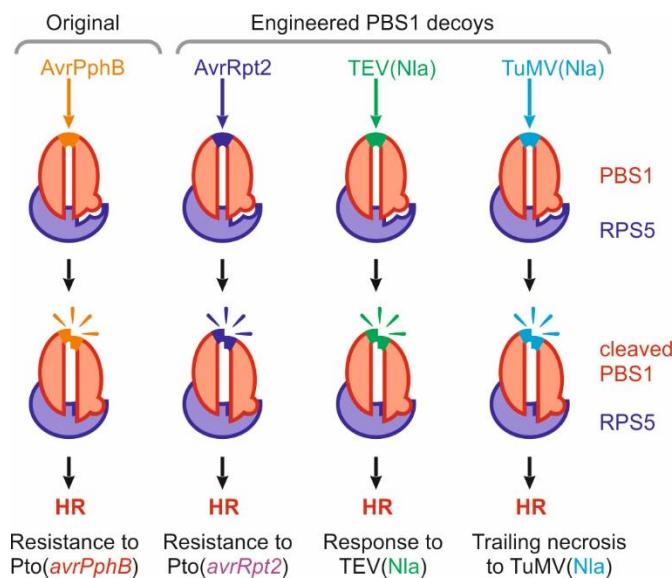 Original
Engineered PBS1 decoys
AvrPphB
AvrRpt2
TEV(NIa)
TuMV(NIa)
PBS1
RPS5
cleaved
PBS1
RPS5
HR
HR
HR
HR
Resistance to
Pto(avrPphB)
Resistance to
Pto(avrRpt2)
Response to
TEV(NIa)
Trailing necrosis
to TuMV(NIa)